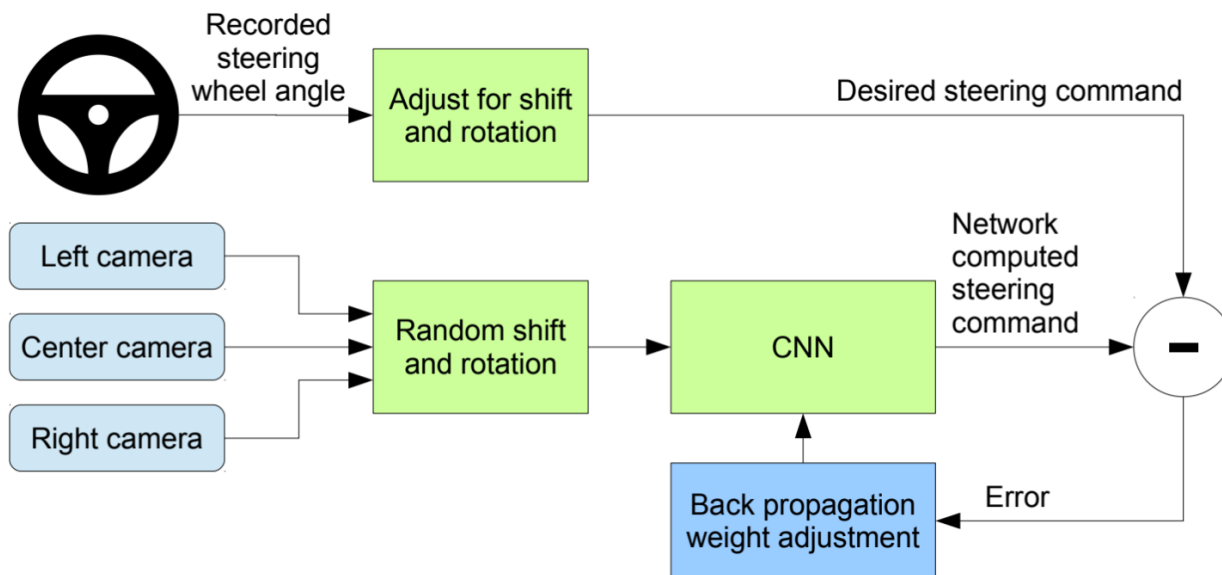 Recorded
steering
wheel angle
Adjust for shift
and rotation
Desired steering command
Left camera
Center camera
Right camera
Random shift
and rotation
CNN
Network
computed
steering
command
-
Back propagation
weight adjustment
Error